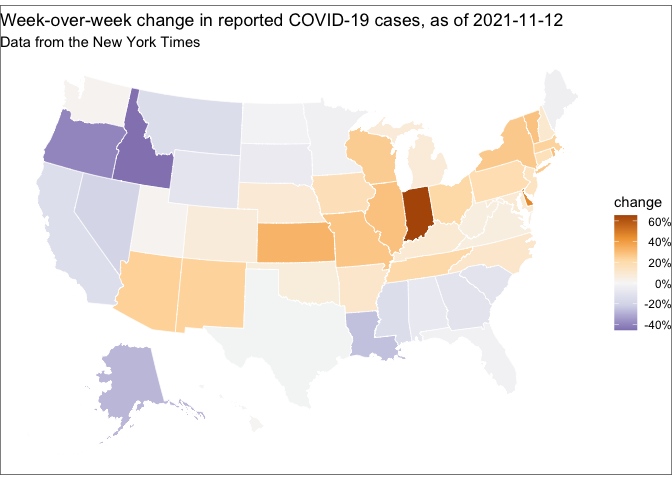 Week-over-week change in reported COVID-19 cases, as of 2021-11-12
Data from the New York Times
change
60%
40%
20%
0%
-20%
-40%